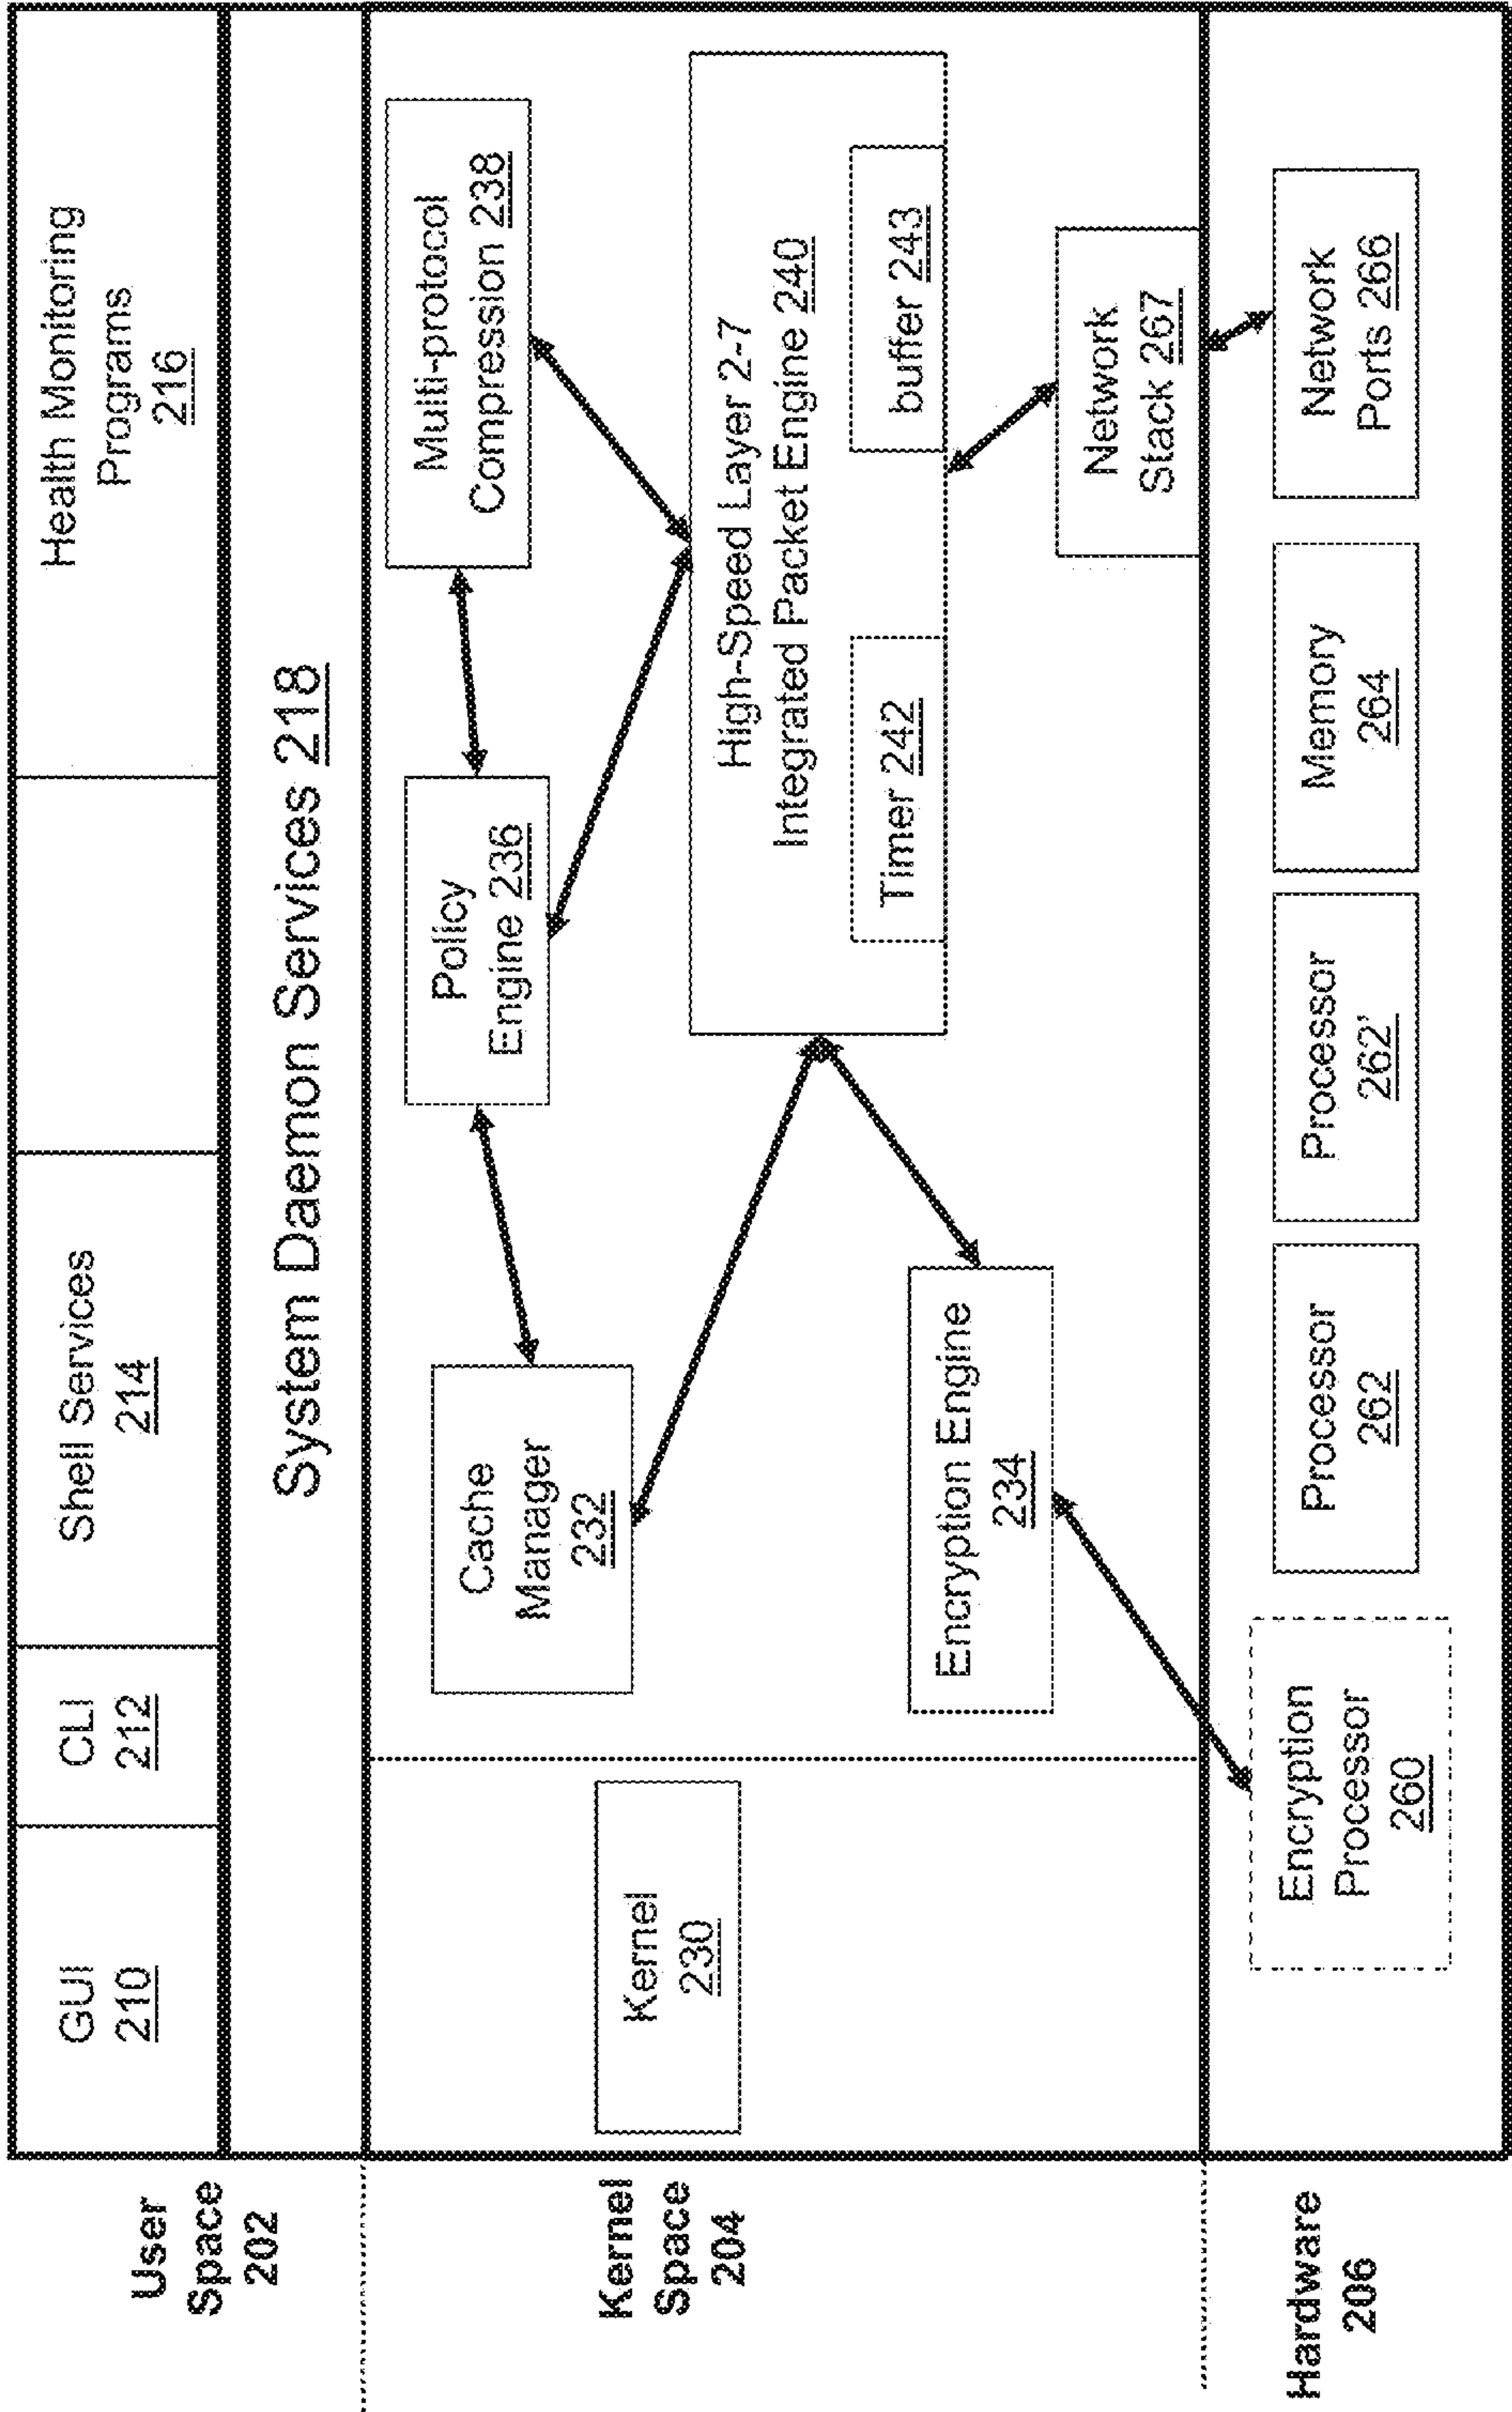 User
Space
202
GUI
210
CLI
212
Shell Services
214
Health Monitoring
Programs
216
System Daemon Services 218
Kernel
Space
204
Kernel
230
Cache
Manager
232
Policy
Engine 236
Multi-protocol
Compression 238
High-Speed Layer 2-7
Integrated Packet Engine 240
Timer 242
buffer 243
Encryption Engine
234
Network
Stack 267
Hardware
206
Encryption
Processor
260
Processor
262
Processor
262'
Memory
264
Network
Ports 266